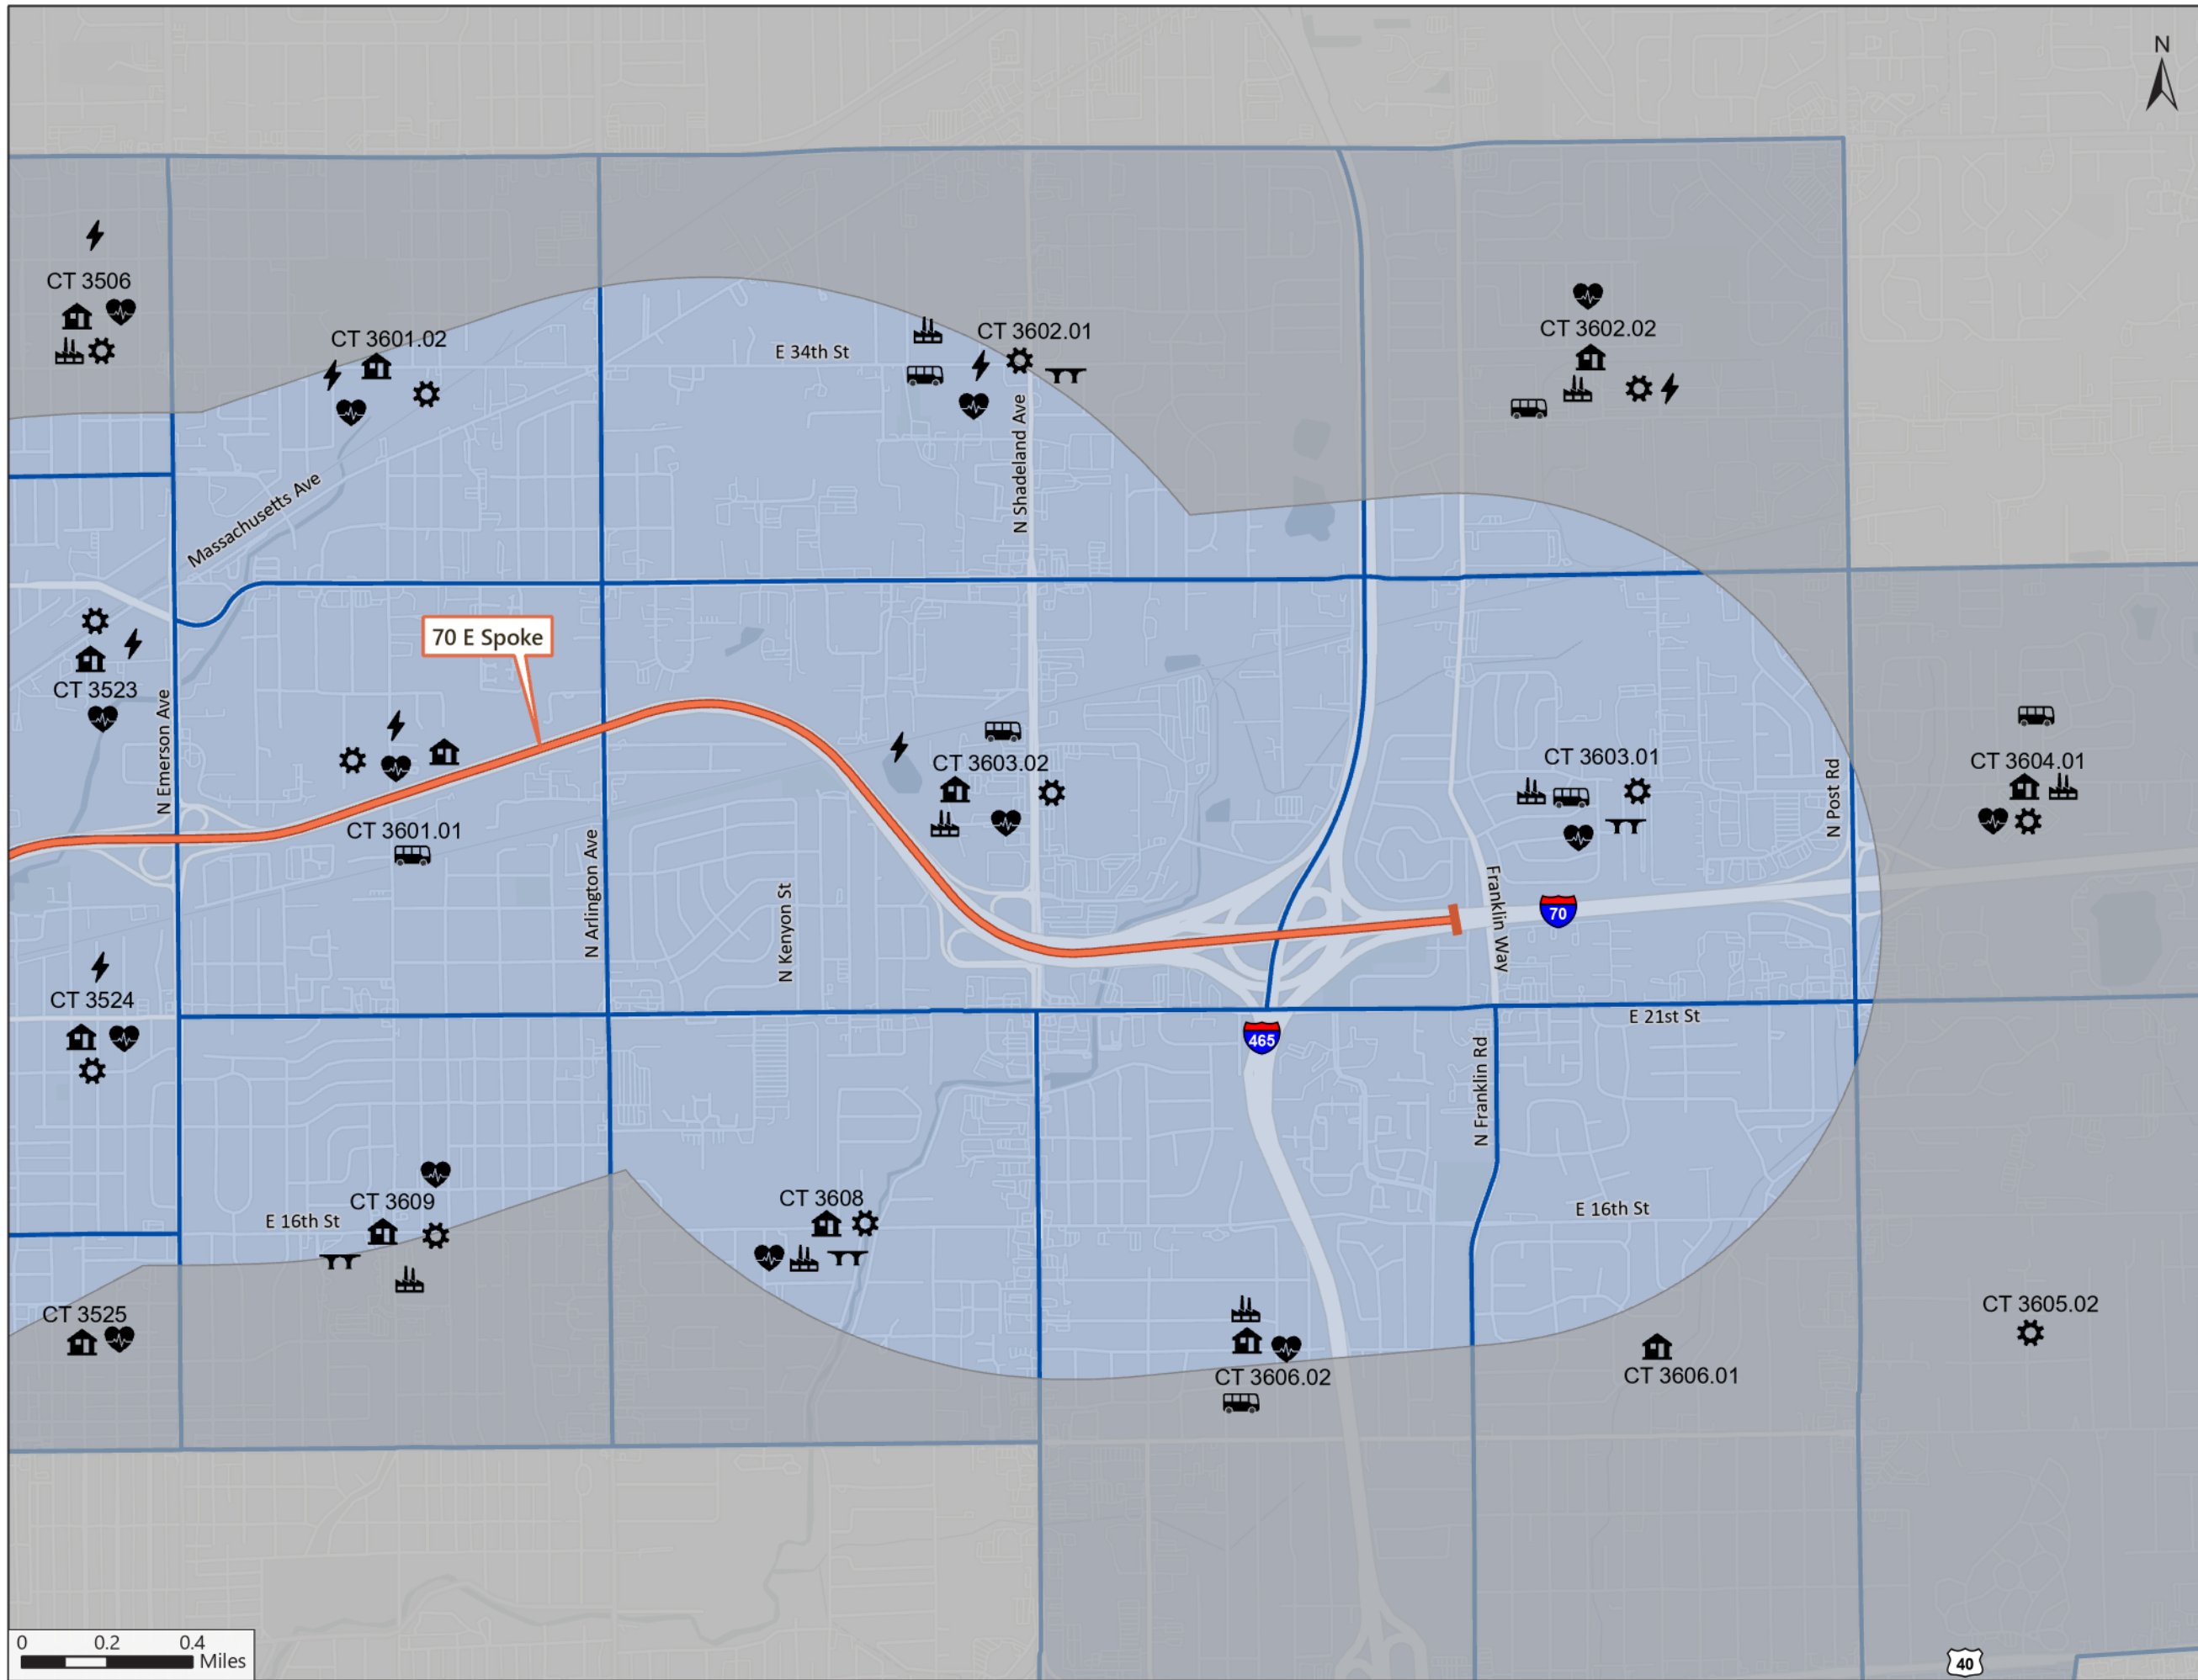 N
CT 3506
CT 3601.02
E 34th St
CT 3602.01
CT 3602.02
N Shadeland Ave
Massachusetts Ave
70 E Spoke
CT 3523
N Emerson Ave
CT 3601.01
N Arlington Ave
N Kenyon St
CT 3603.02
CT 3603.01
N Post Rd
CT 3604.01
Franklin Way
70
CT 3524
E 21st St
465
N Franklin Rd
CT 3609
E 16th St
CT 3608
E 16th St
CT 3525
CT 3606.02
CT 3606.01
CT 3605.02
0 0.2 0.4
Miles
40